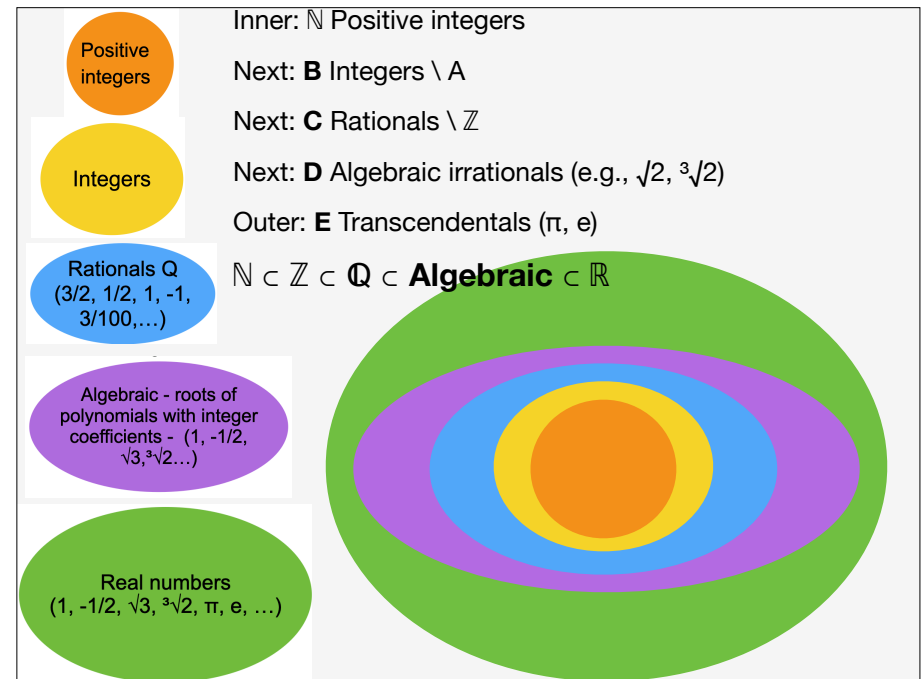 Positive
integers
Inner: ℕ Positive integers
Next: B Integers \ A
Next: C Rationals \ ℤ
Next: D Algebraic irrationals (e.g., √2, ³√2)
Outer: E Transcendentals (π, e)
ℕ ⊂ ℤ ⊂ ℚ ⊂ Algebraic ⊂ ℝ
Integers
Rationals Q
(3/2, 1/2, 1, -1,
3/100,…)
Algebraic - roots of
polynomials with integer
coefficients - (1, -1/2,
√3,³√2…)
Real numbers
(1, -1/2, √3, ³√2, π, e, …)